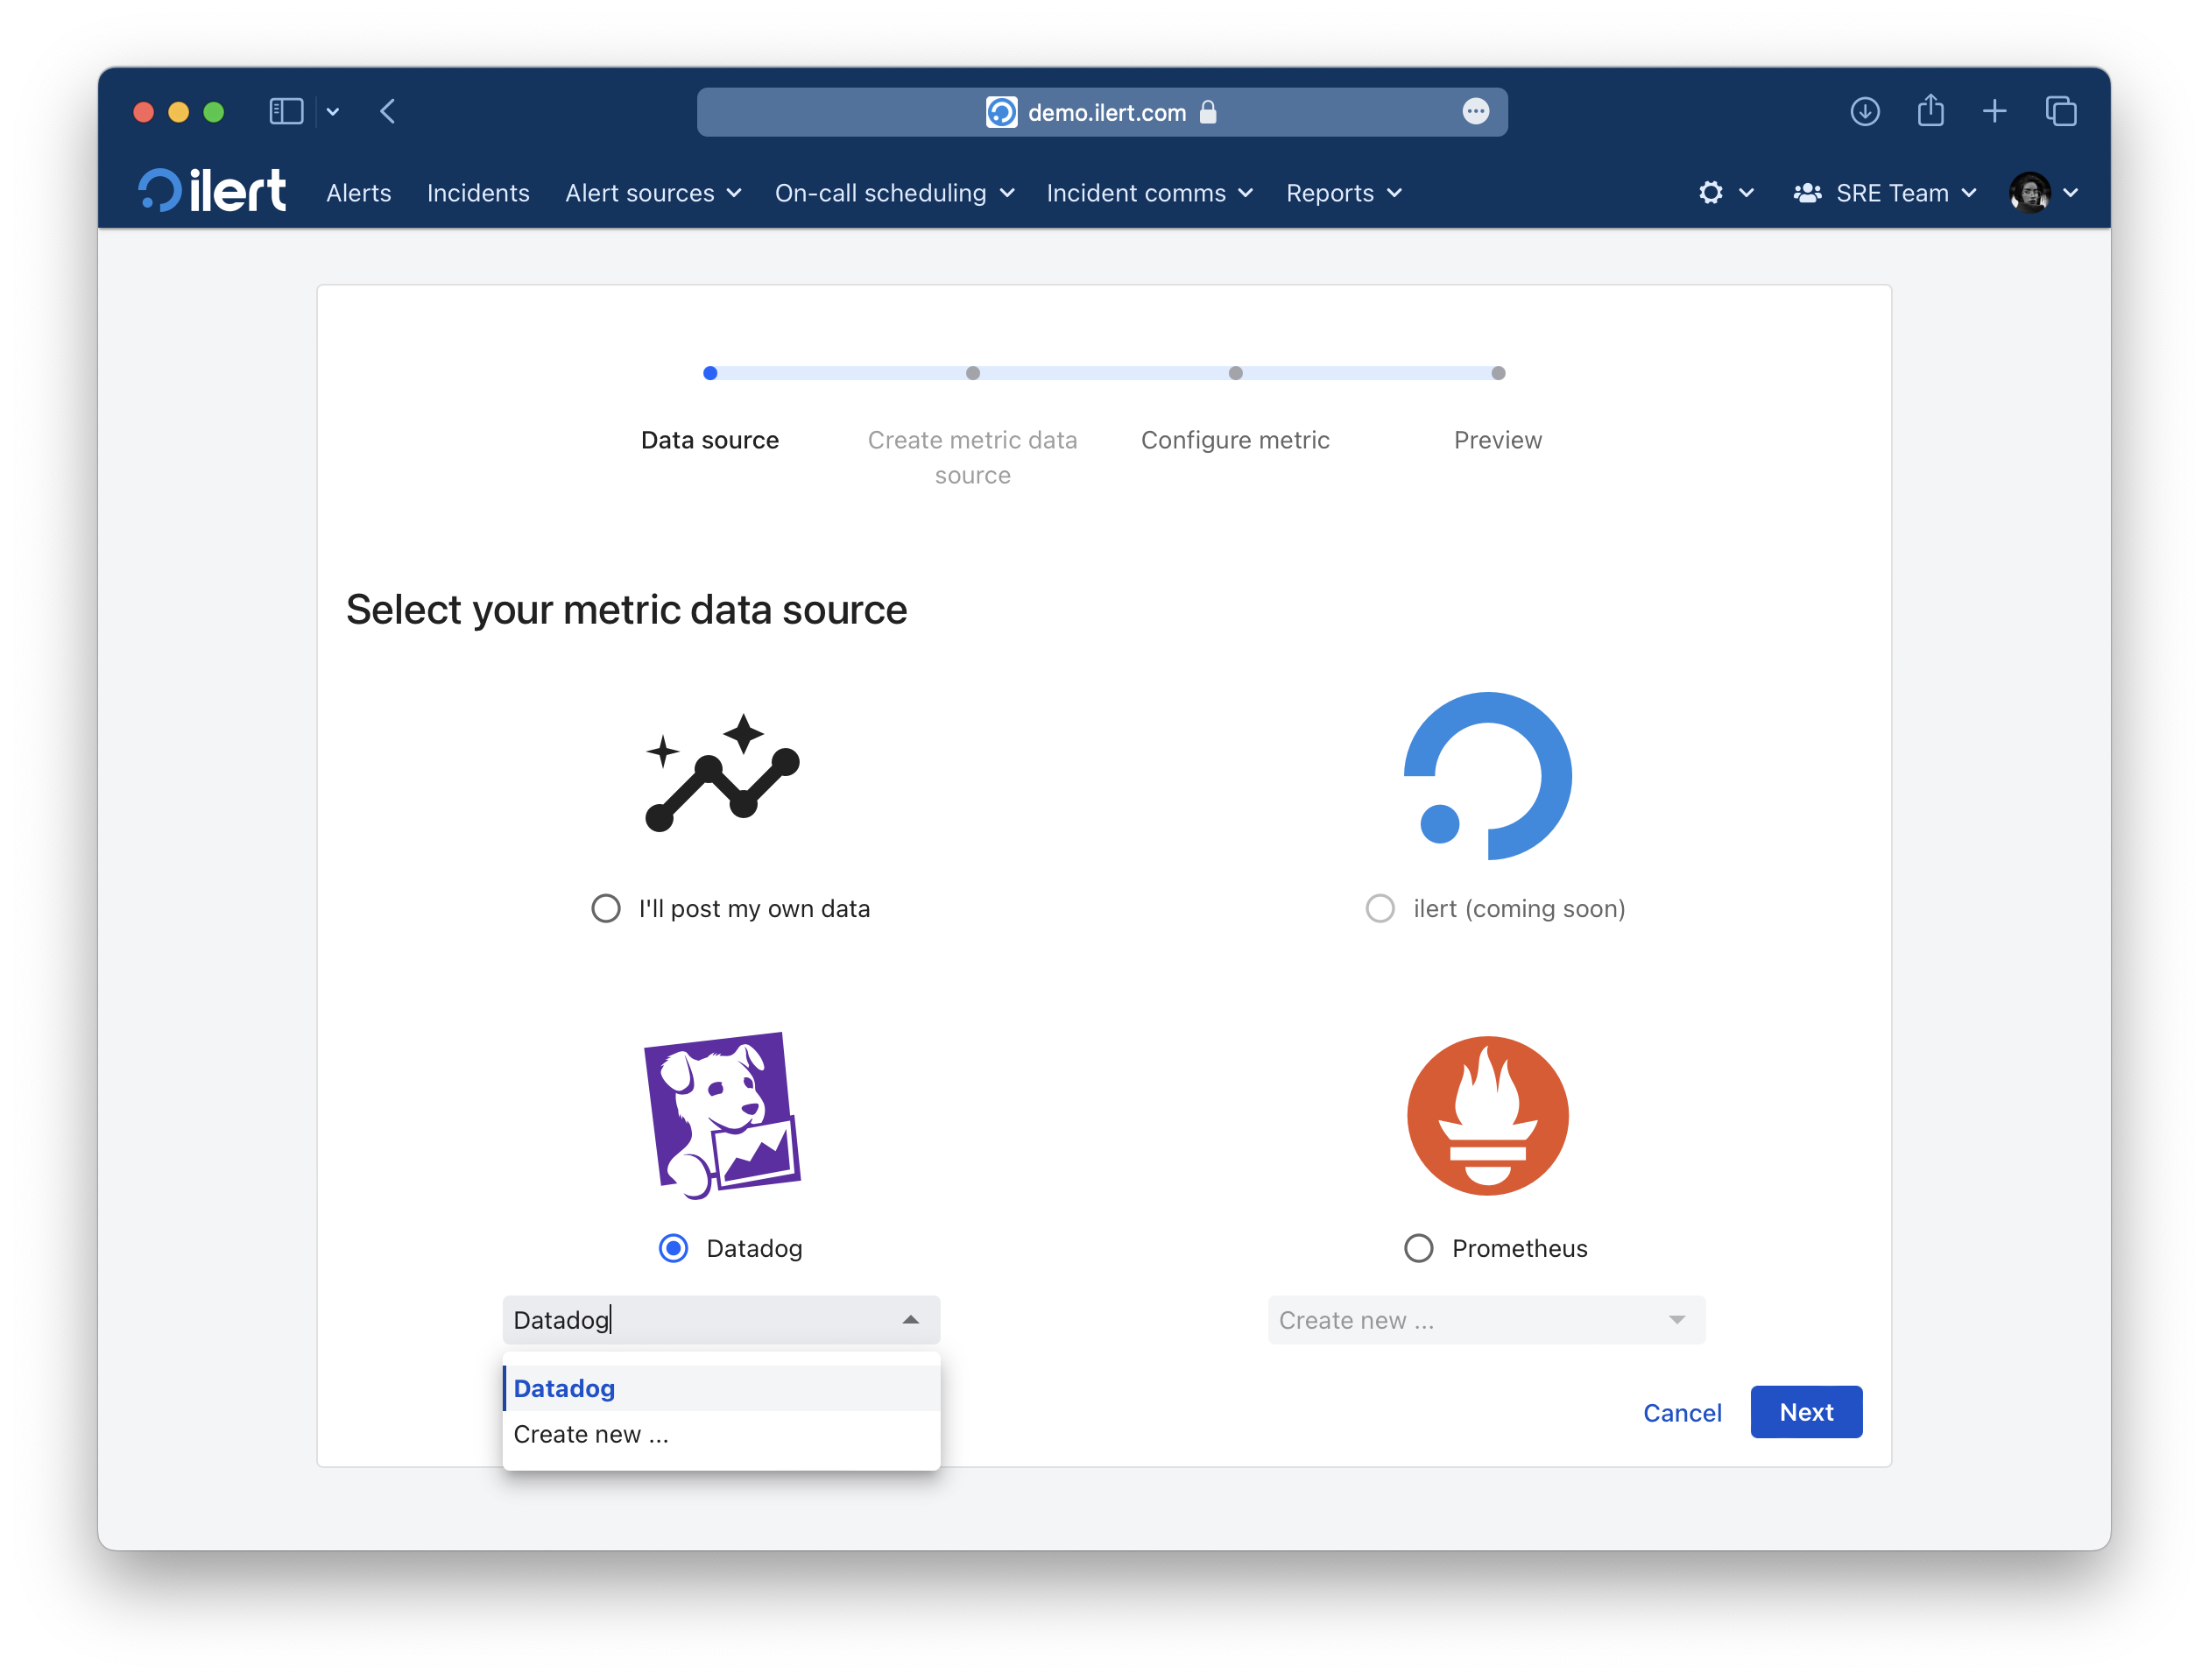 demo.ilert.com
ilert Alerts Incidents Alert sources On-call scheduling Incident comms Reports SRE Team
Data source Create metric data Configure metric Preview
source
Select your metric data source
I'll post my own data ilert (coming soon)
Datadog Prometheus
Datadog Create new ...
Datadog
Create new ...
Cancel Next